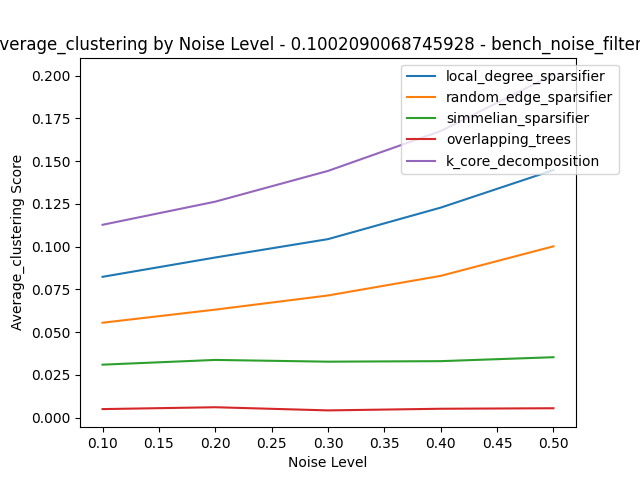 verage_clustering by Noise Level - 0.1002090068745928 - bench_noise_filter
local_degree_sparsifier
random_edge_sparsifier
simmelian_sparsifier
overlapping_trees
k_core_decomposition
Average_clustering Score
0.200
0.175
0.150
0.125
0.100
0.075
0.050
0.025
0.000
0.10 0.15 0.20 0.25 0.30 0.35 0.40 0.45 0.50
Noise Level